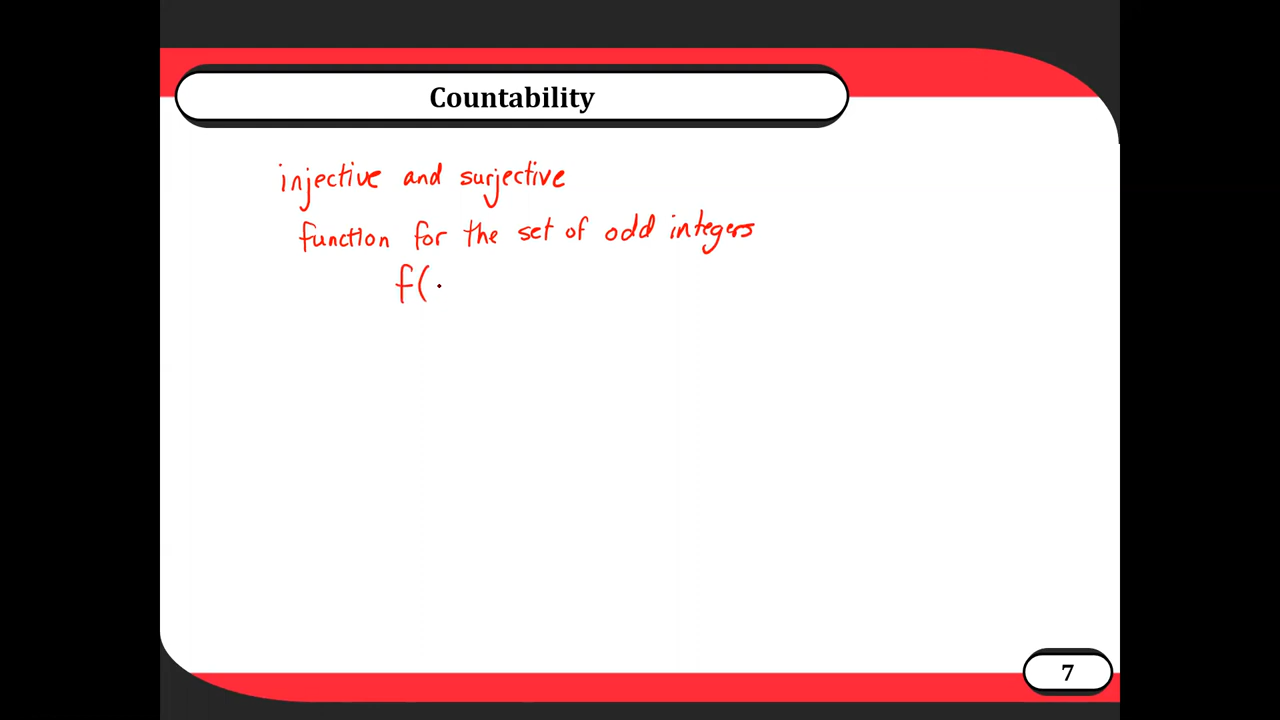 Countability
injective and surjective
function for the set of odd integers
f(
7